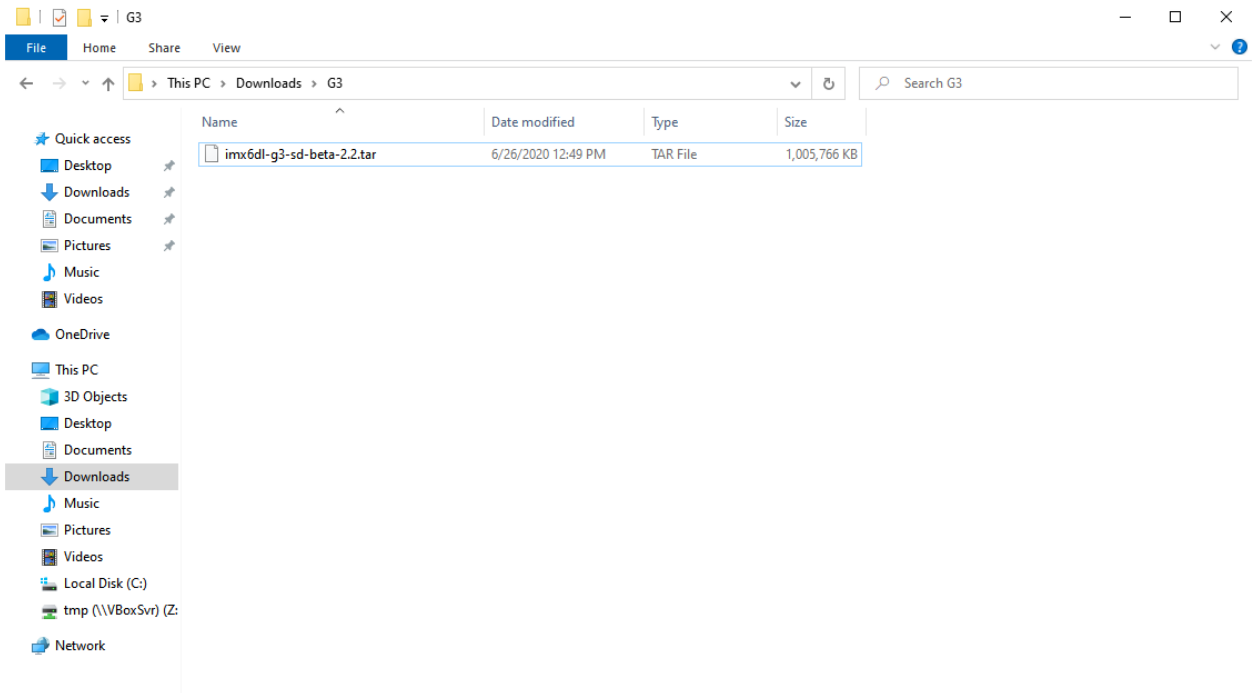 G3
File Home Share View
This PC > Downloads > G3
Search G3
Name Date modified Type Size
imx6dl-g3-sd-beta-2.2.tar 6/26/2020 12:49 PM TAR File 1,005,766 KB
Quick access
Desktop
Downloads
Documents
Pictures
Music
Videos
OneDrive
This PC
3D Objects
Desktop
Documents
Downloads
Music
Pictures
Videos
Local Disk (C:)
tmp (\\VBoxSvr) (Z:
Network